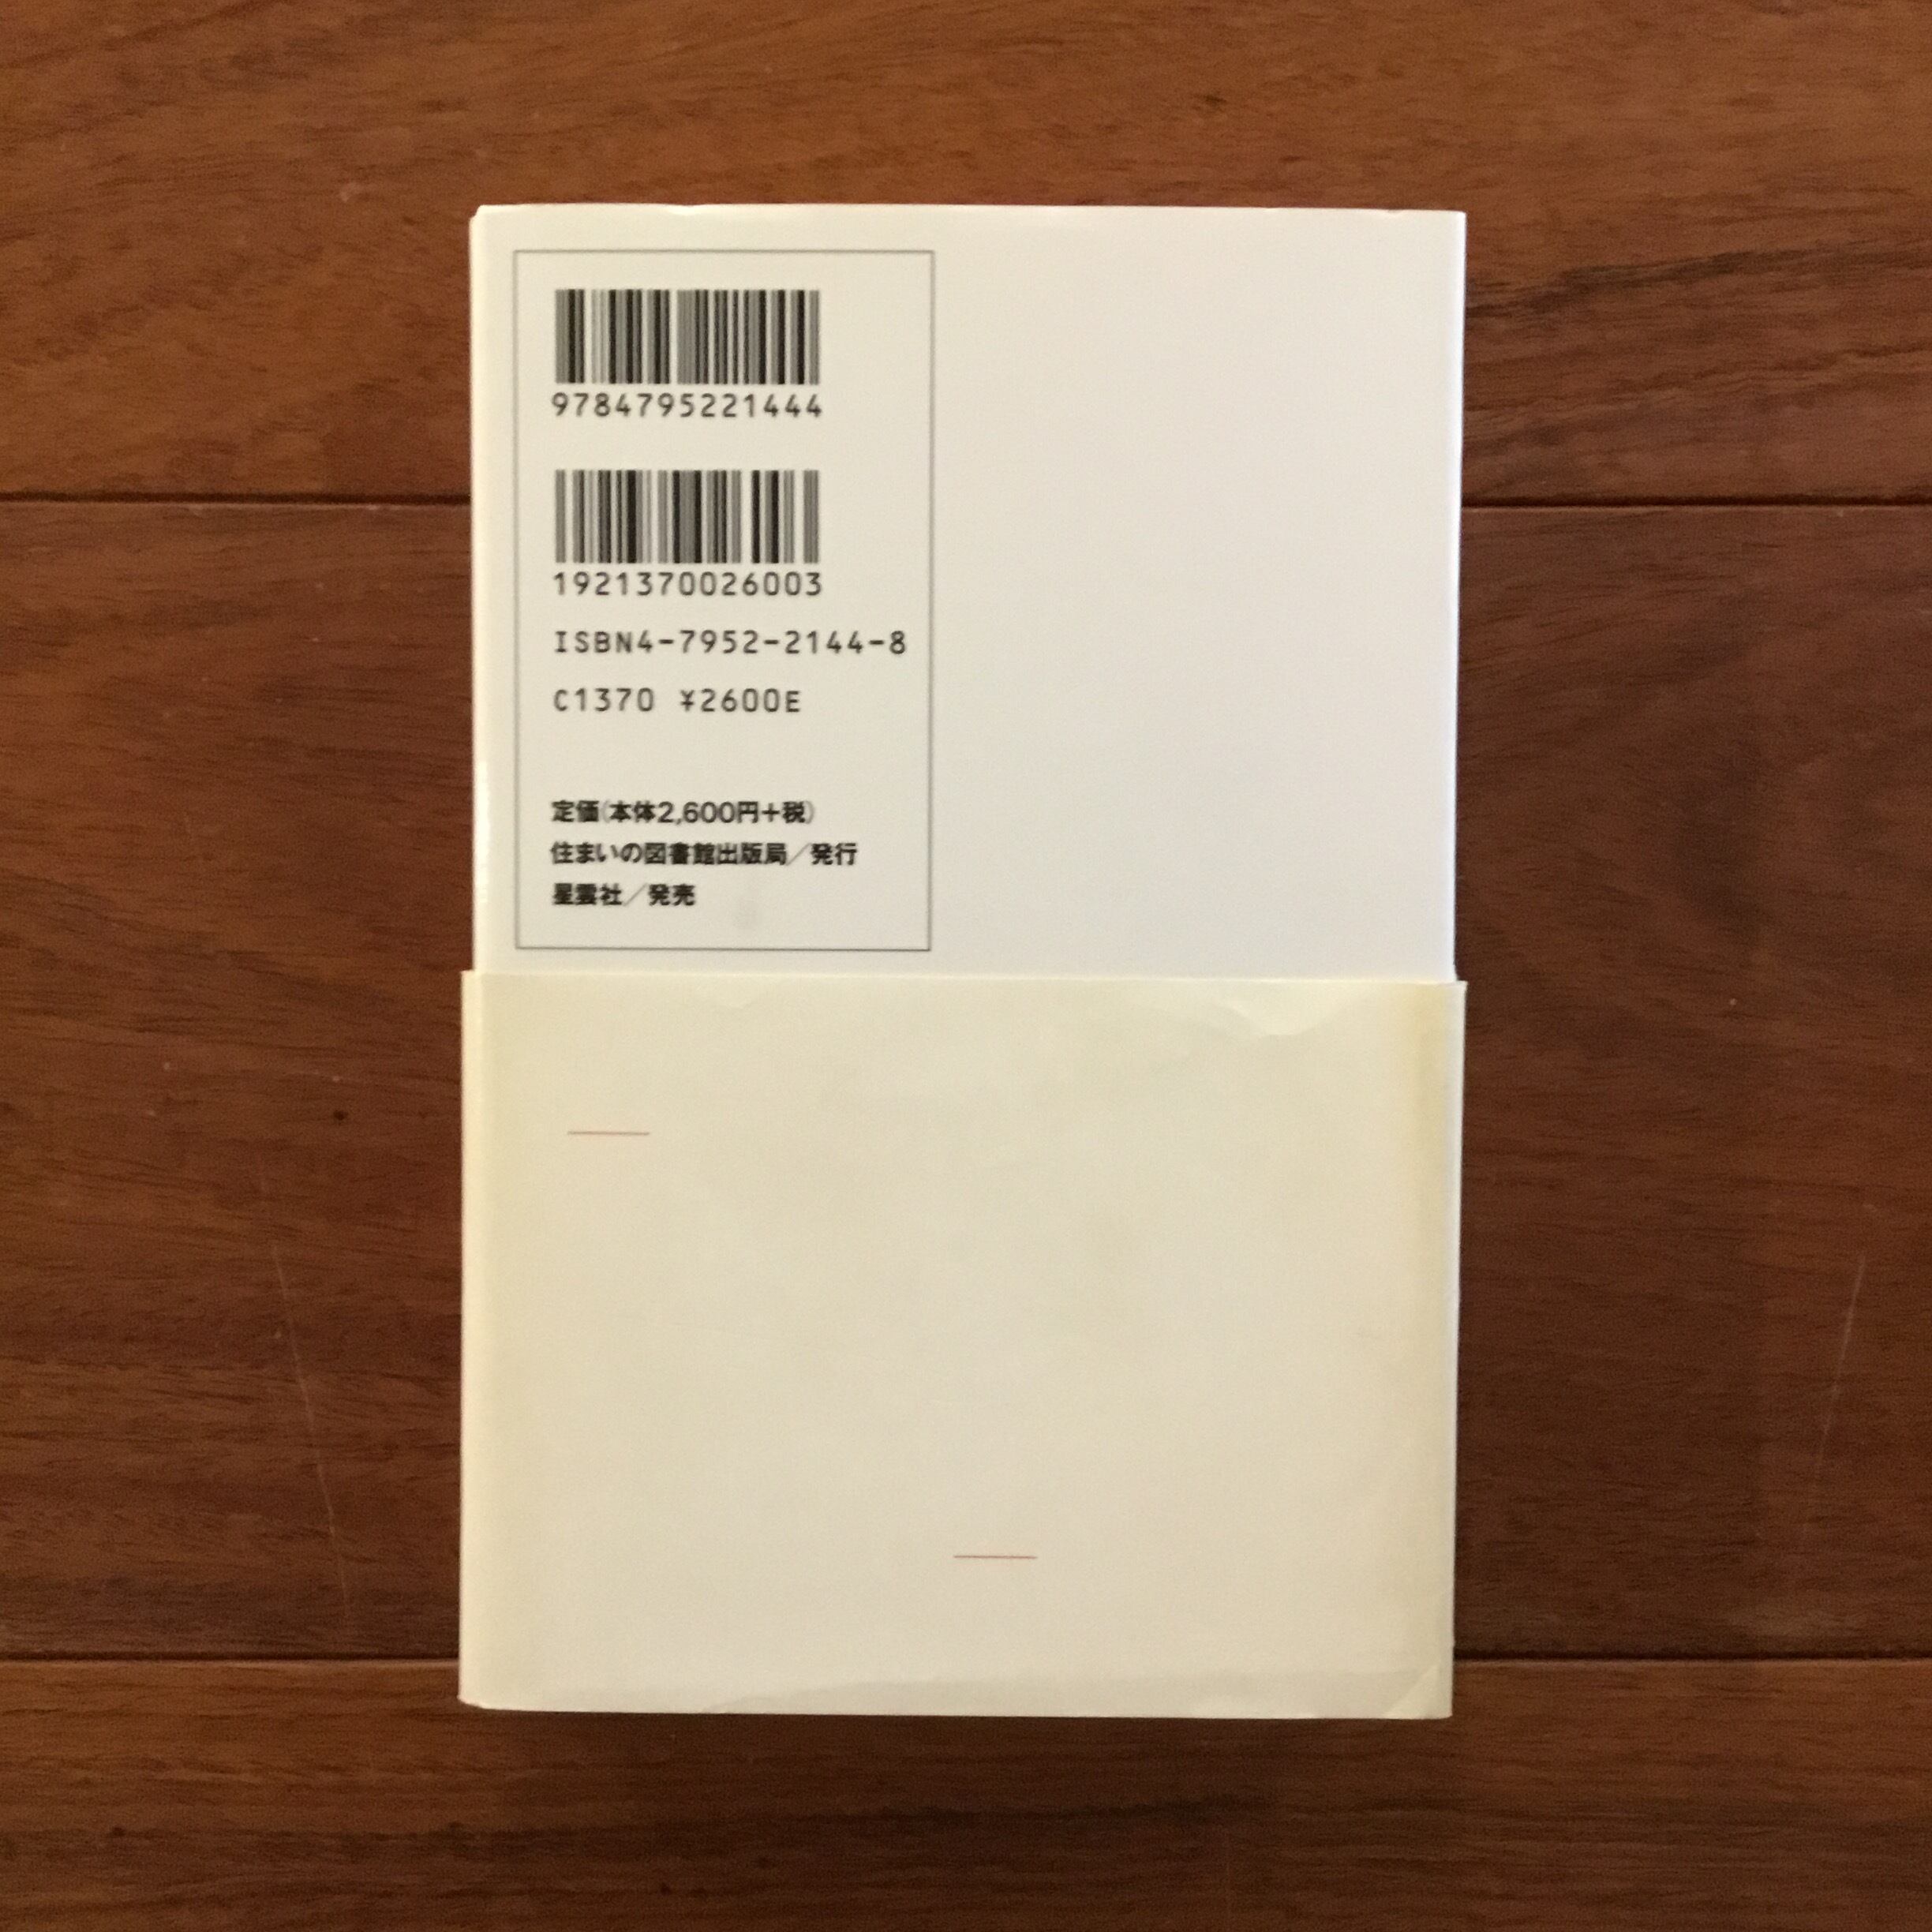 9784795221444
1921370026003
ISBN4-7952-2144-8
C1370 ¥2600E
定価(本体2,600円+税)
住まいの図書館出版局／発行
星雲社／発売